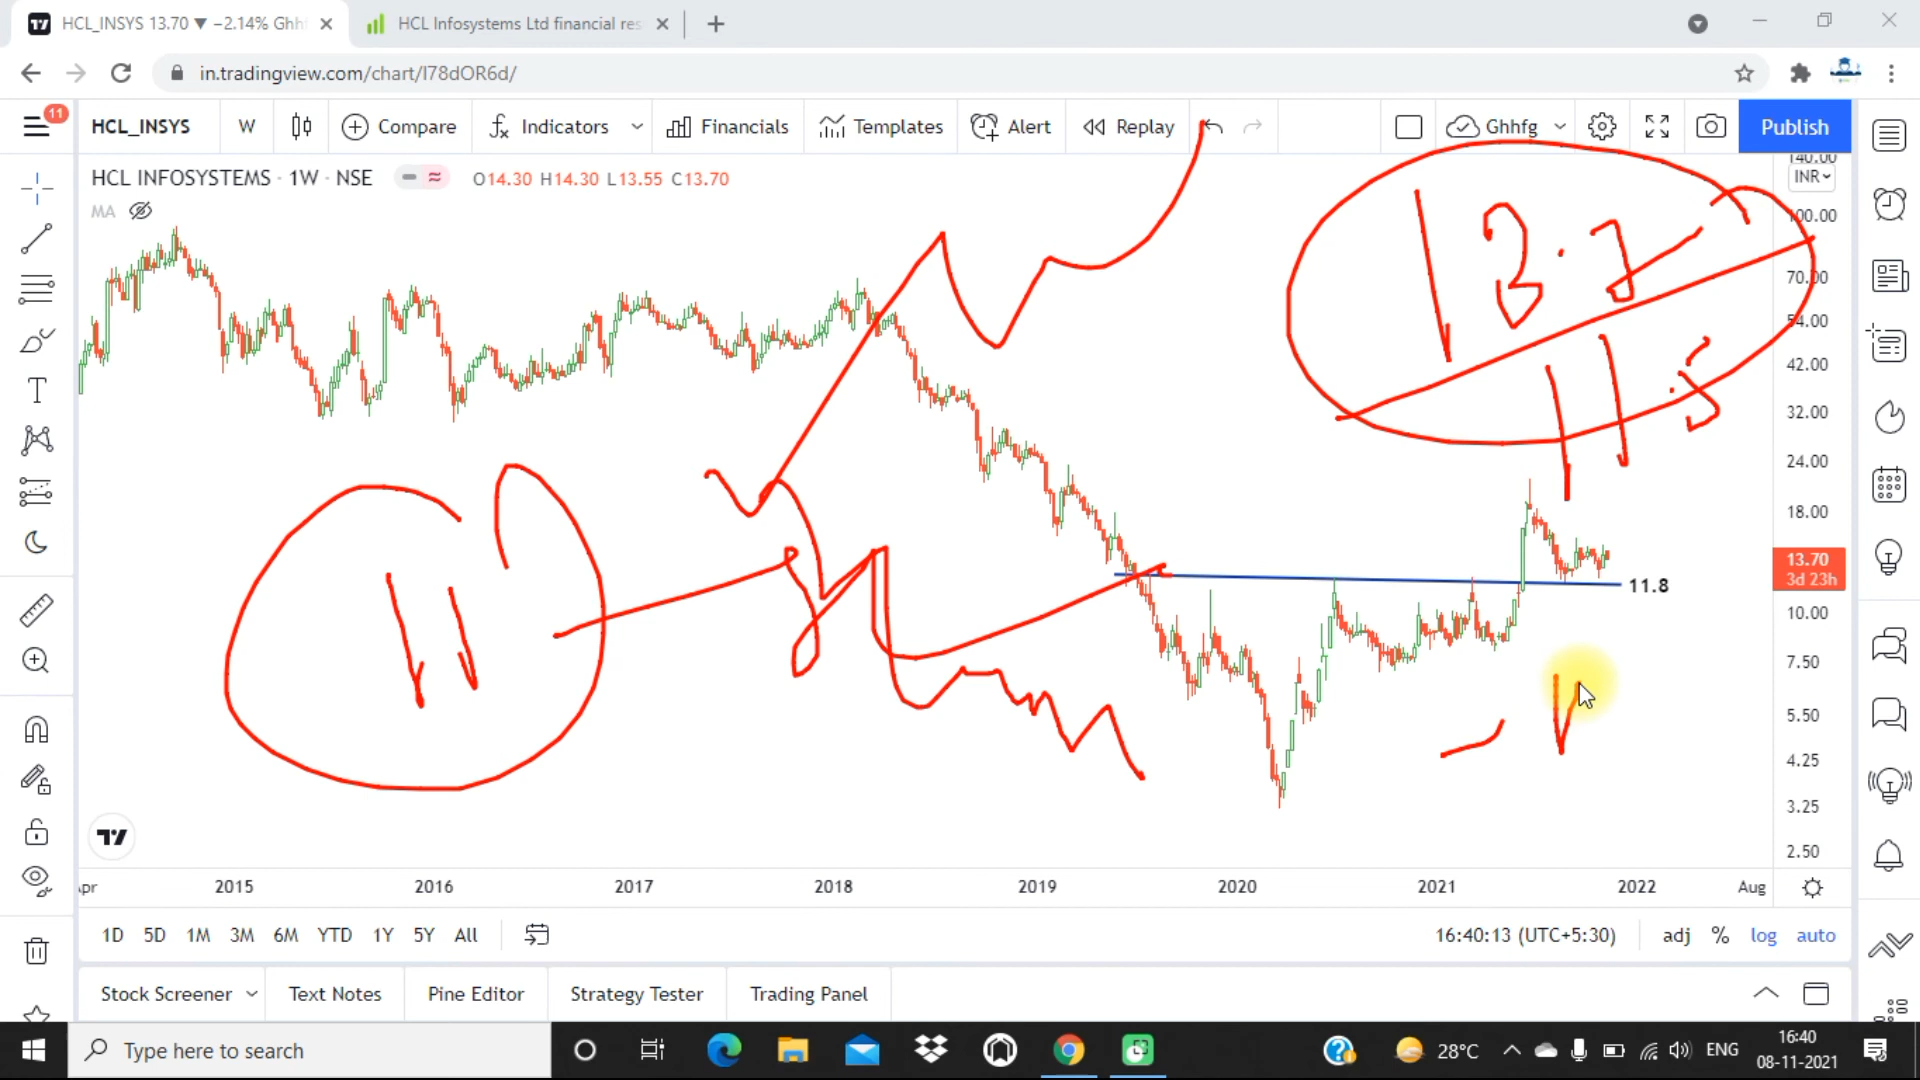 HCL_INSYS 13.70 ▼ −2.14% Ghhf
HCL Infosystems Ltd financial res
in.tradingview.com/chart/I78dOR6d/
11
HCL_INSYS W Compare Indicators Financials Templates Alert Replay Ghhfg Publish
HCL INFOSYSTEMS · 1W · NSE O14.30 H14.30 L13.55 C13.70
MA
140.00
INR
100.00
70.00
54.00
42.00
32.00
24.00
18.00
13.70
3d 23h
10.00
7.50
5.50
4.25
3.25
2.50
13.7
11.5
11
11.8
2015 2016 2017 2018 2019 2020 2021 2022 Aug
1D 5D 1M 3M 6M YTD 1Y 5Y All
16:40:13 (UTC+5:30) adj % log auto
Stock Screener Text Notes Pine Editor Strategy Tester Trading Panel
Type here to search
28°C ENG
16:40
08-11-2021